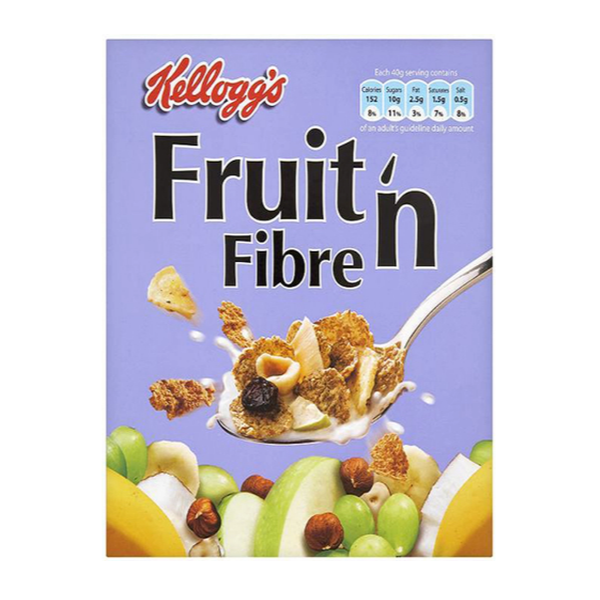 Kellogg's
Each 40g serving contains
Calories Sugars Fat Saturates Salt
152 10g 2.5g 1.5g 0.5g
8% 11% 3% 7% 8%
of an adult's guideline daily amount
Fruit 'n
Fibre